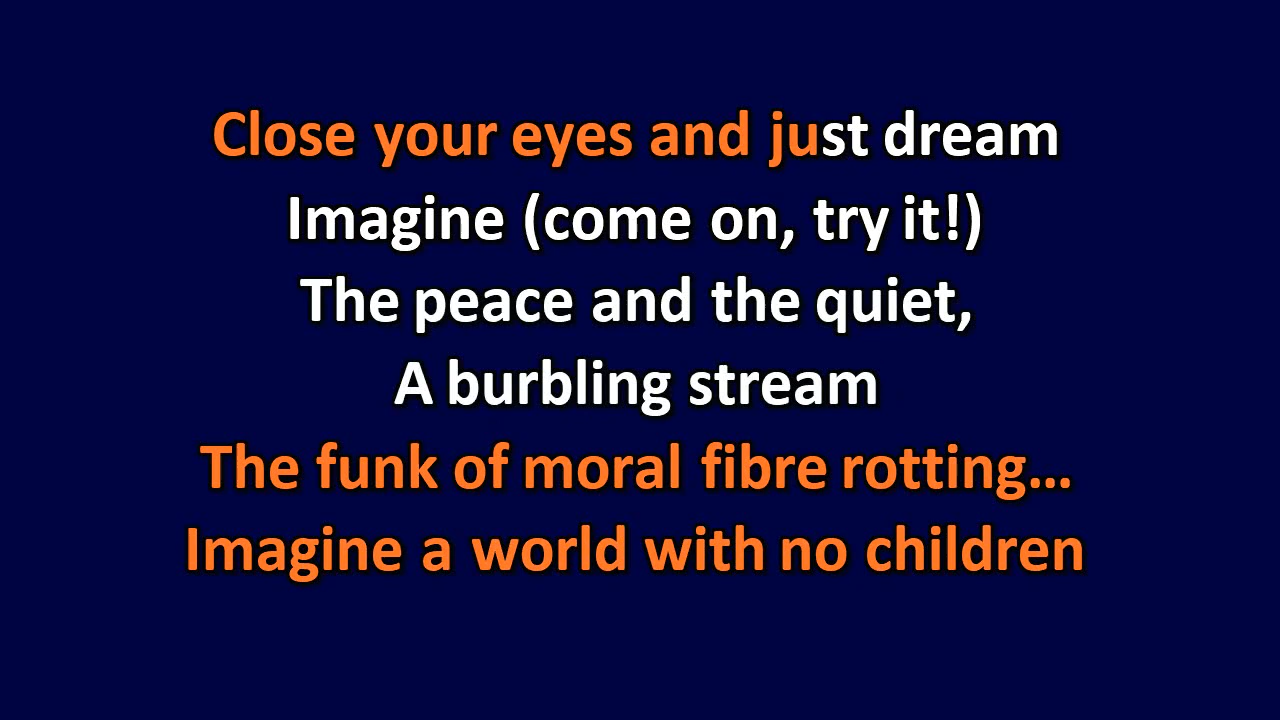 Close your eyes and just dream
Imagine (come on, try it!)
The peace and the quiet,
A burbling stream
The funk of moral fibre rotting...
Imagine a world with no children